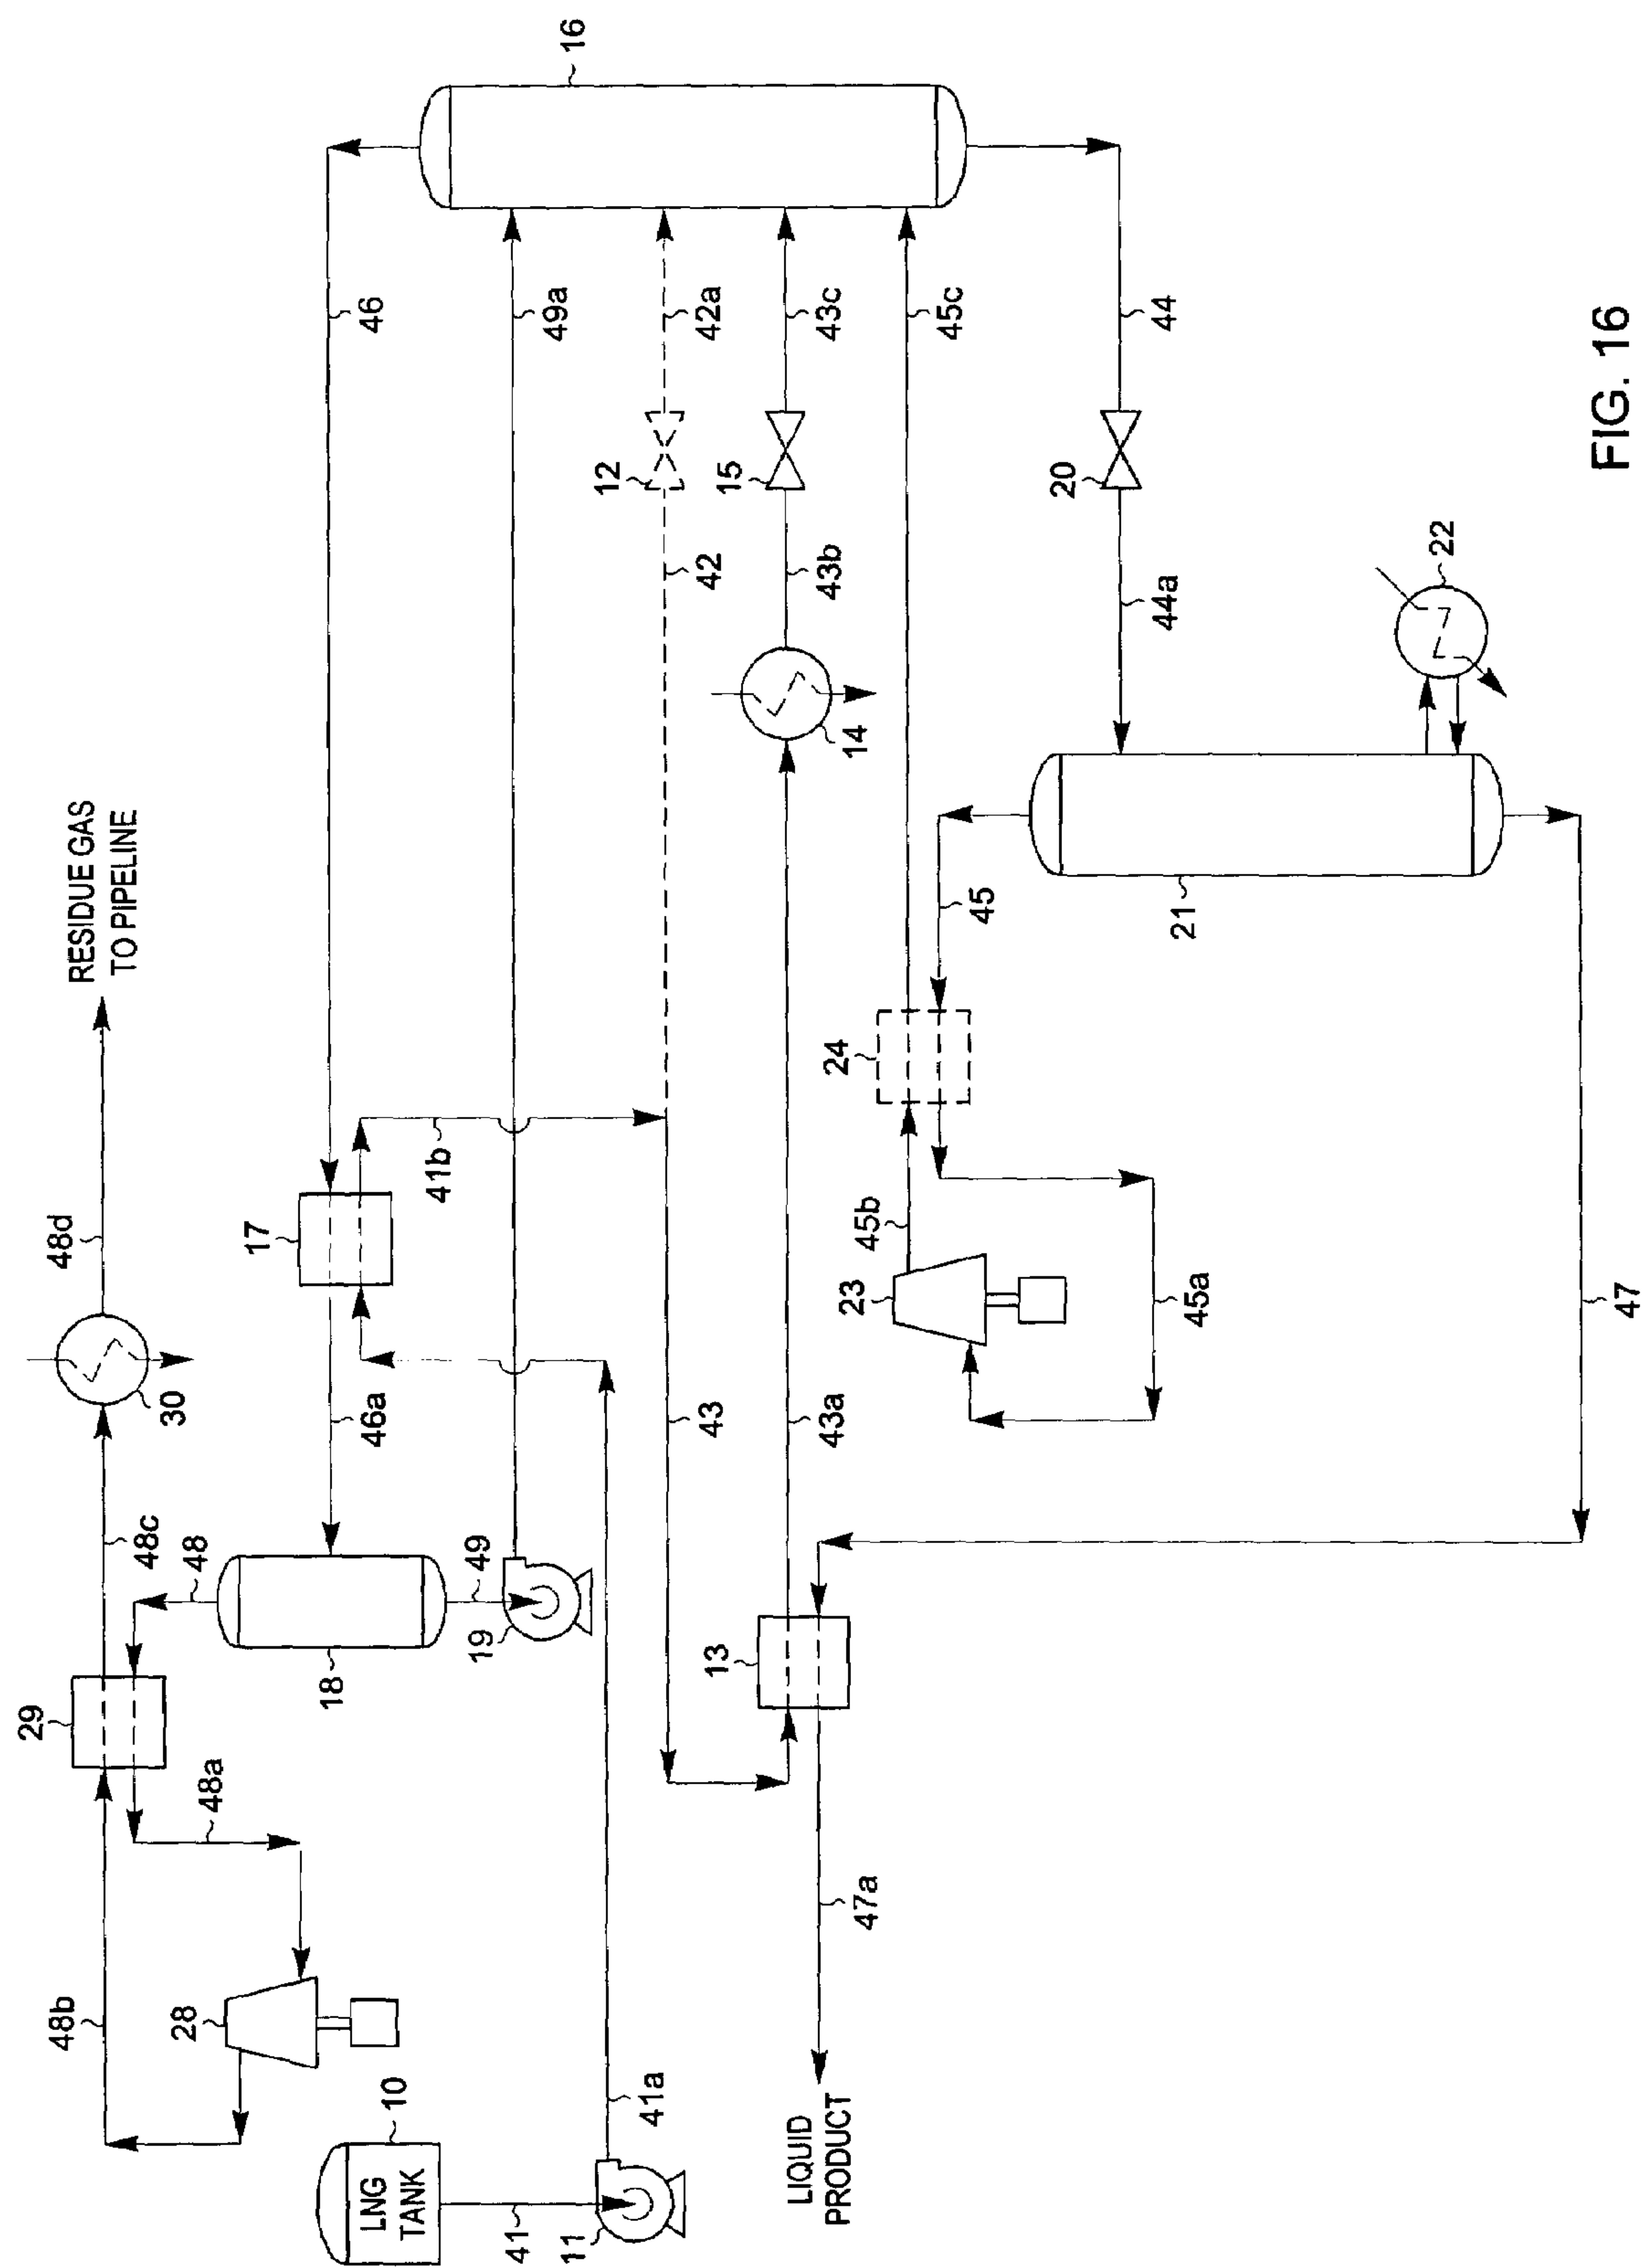 48b
28
LNG
TANK
10
41
11
41a
29
48a
48c
48
18
19
49
30
48d
RESIDUE GAS
TO PIPELINE
46a
17
41b
46
49a
42
12
42a
43
13
43a
14
43b
15
43c
LIQUID
PRODUCT
47a
23
45b
45a
24
45
45c
21
44a
20
44
22
47
16
FIG. 16